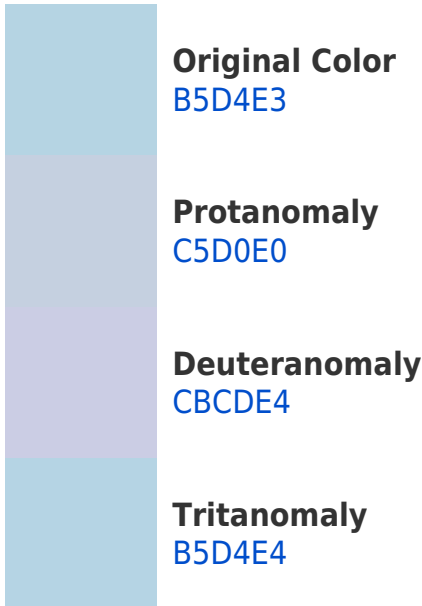 Original Color
B5D4E3
Protanomaly
C5D0E0
Deuteranomaly
CBCDE4
Tritanomaly
B5D4E4